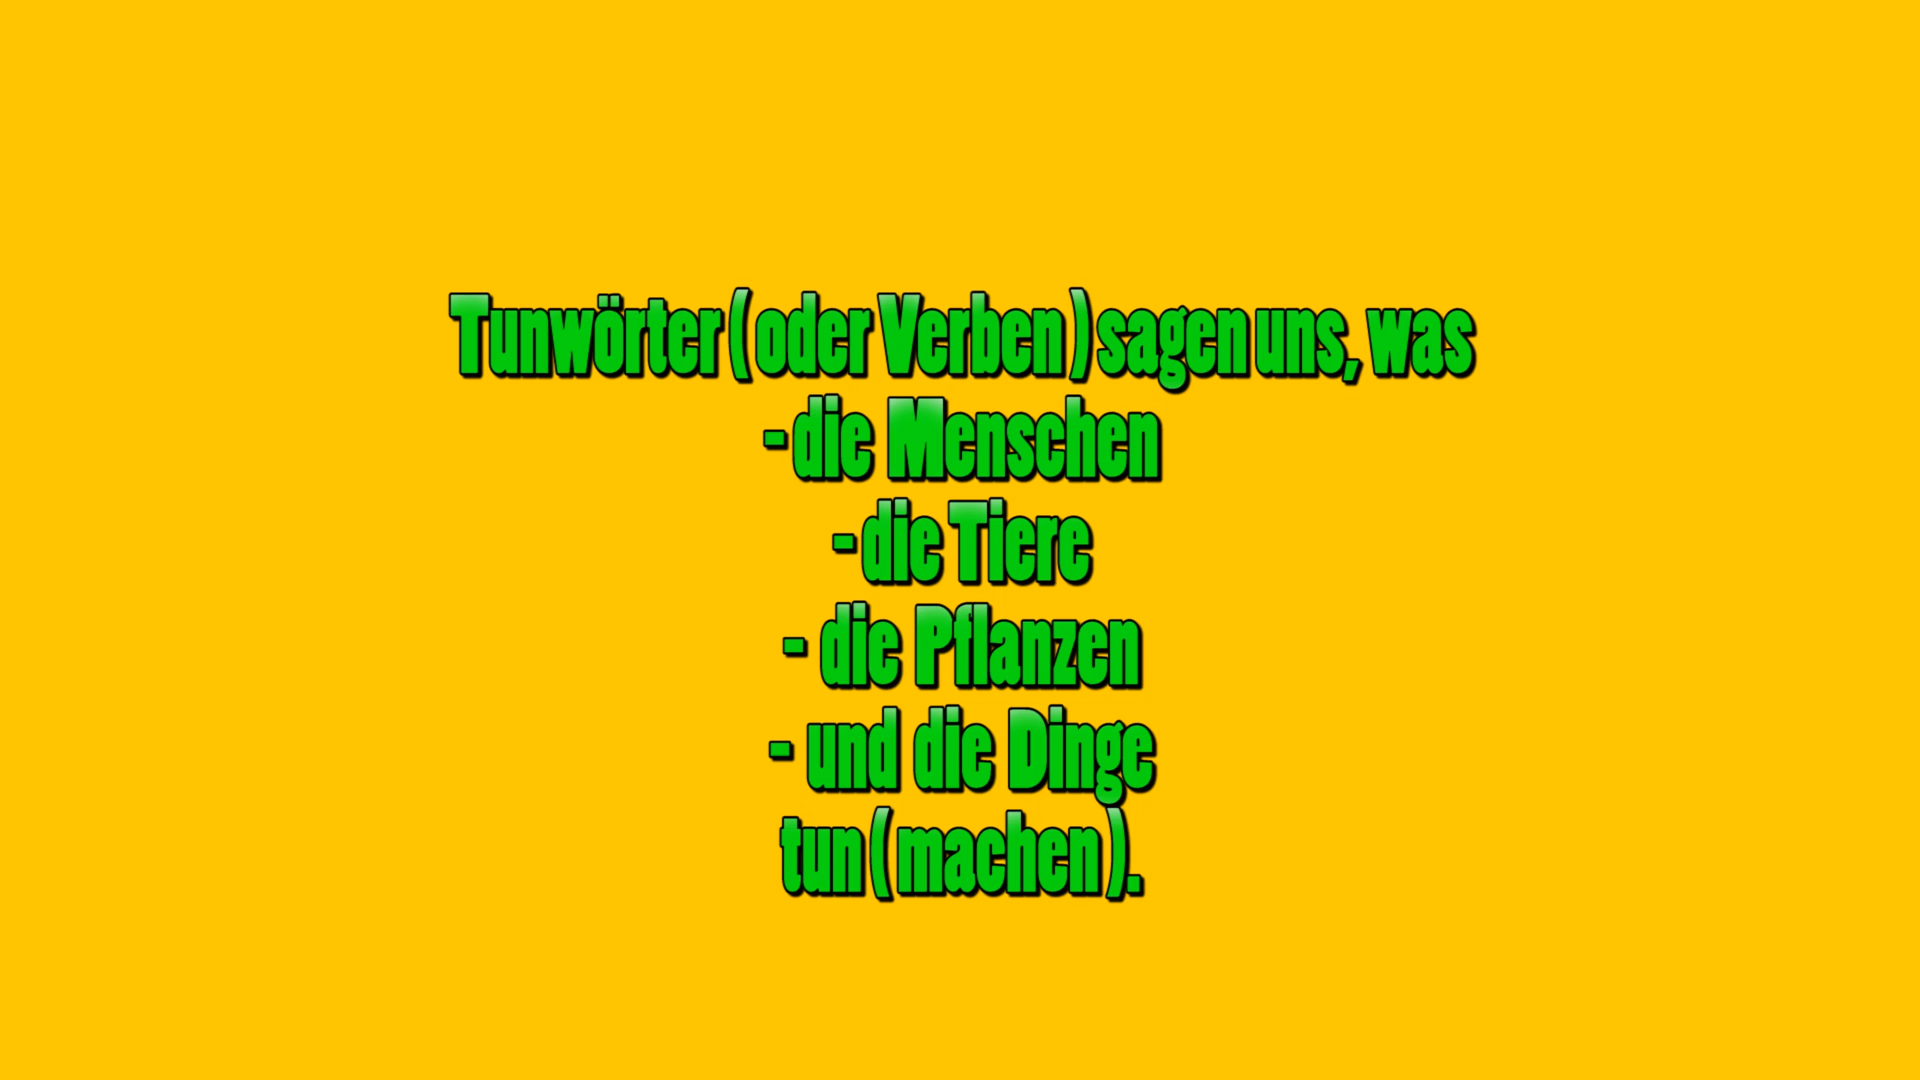 Tunwörter ( oder Verben ) sagen uns, was
- die Menschen
- die Tiere
- die Pflanzen
- und die Dinge
tun ( machen ).